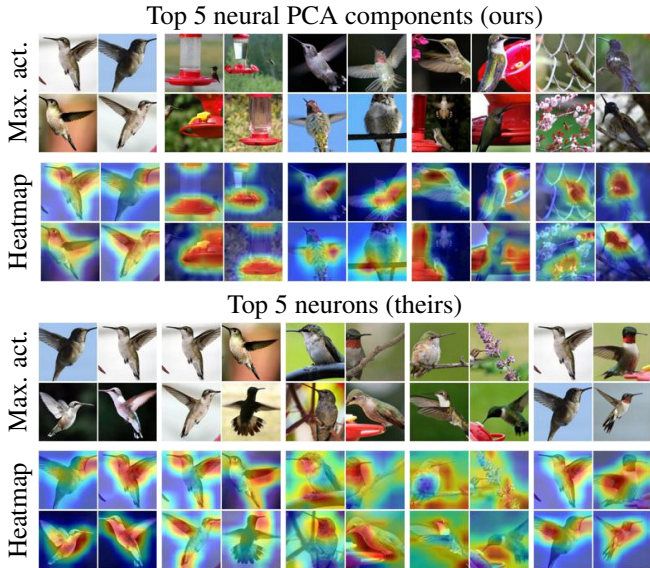 Top 5 neural PCA components (ours)
Max. act.
Heatmap
Top 5 neurons (theirs)
Max. act.
Heatmap